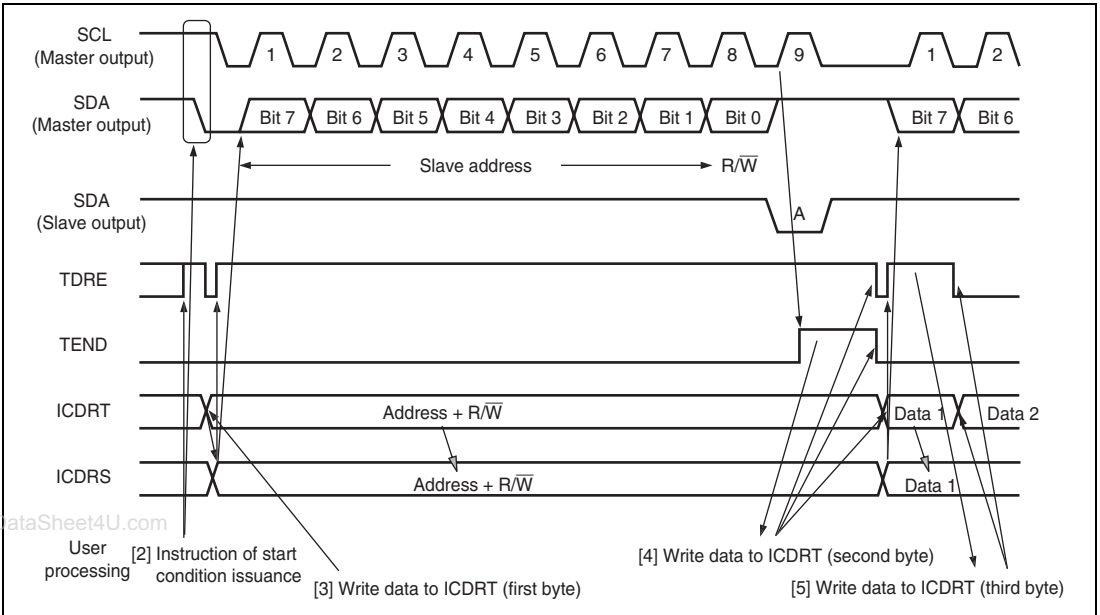 SCL
(Master output)
1 2 3 4 5 6 7 8 9 1 2
SDA
(Master output)
Bit 7 Bit 6 Bit 5 Bit 4 Bit 3 Bit 2 Bit 1 Bit 0 Bit 7 Bit 6
Slave address R/W̅
SDA
(Slave output)
A
TDRE
TEND
ICDRT
Address + R/W̅ Data 1 Data 2
ICDRS
Address + R/W̅ Data 1
DataSheet4U.com
User
processing
[2] Instruction of start
condition issuance
[3] Write data to ICDRT (first byte)
[4] Write data to ICDRT (second byte)
[5] Write data to ICDRT (third byte)